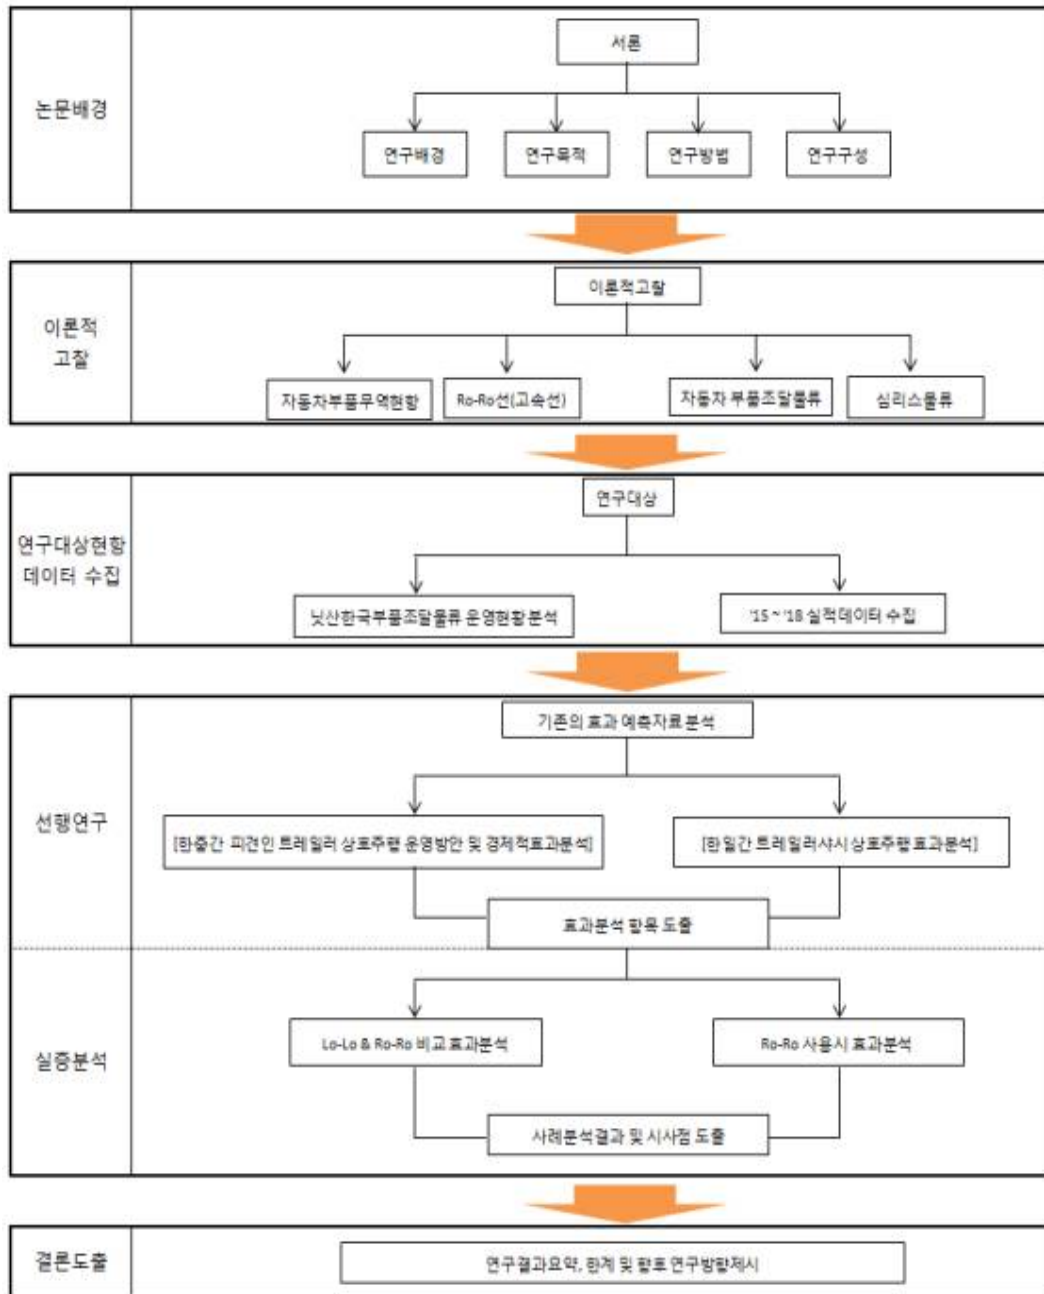 논문배경
서론
연구배경
연구목적
연구방법
연구구성
이론적
고찰
이론적고찰
자동차부품무역현황
Ro-Ro선(고속선)
자동차 부품조달물류
심리스물류
연구대상현황
데이터 수집
연구대상
닛산한국부품조달물류 운영현황 분석
'15 ~ '18 실적데이터 수집
선행연구
기존의 효과 예측자료 분석
[한중간 피견인 트레일러 상호주행 운영방안 및 경제적효과분석]
[한일간 트레일러샤시 상호주행 효과분석]
효과분석 항목 도출
실증분석
Lo-Lo & Ro-Ro 비교 효과분석
Ro-Ro 사용시 효과분석
사례분석결과 및 시사점 도출
결론도출
연구결과요약, 한계 및 향후 연구방향제시